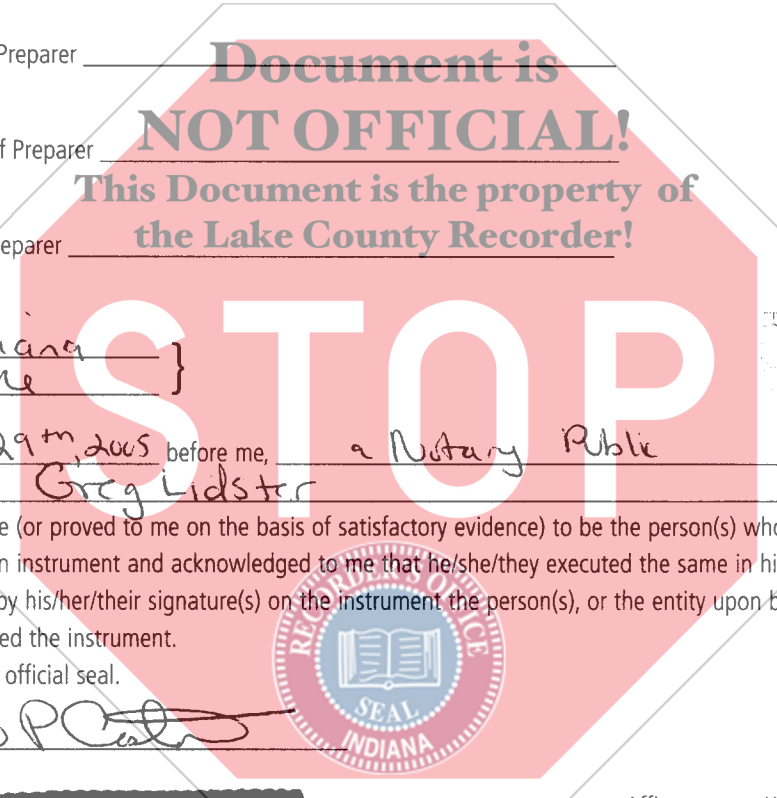 Document is
Preparer
NOT OFFICIAL!
f Preparer
This Document is the property of
the Lake County Recorder!
eparer
STOP
iana
}
29th, 2005 before me, a Notary Public
Greg Lidster
e (or proved to me on the basis of satisfactory evidence) to be the person(s) who
n instrument and acknowledged to me that he/she/they executed the same in hi
by his/her/their signature(s) on the instrument the person(s), or the entity upon b
ed the instrument.
official seal.
RECORDER'S OFFICE
SEAL
INDIANA